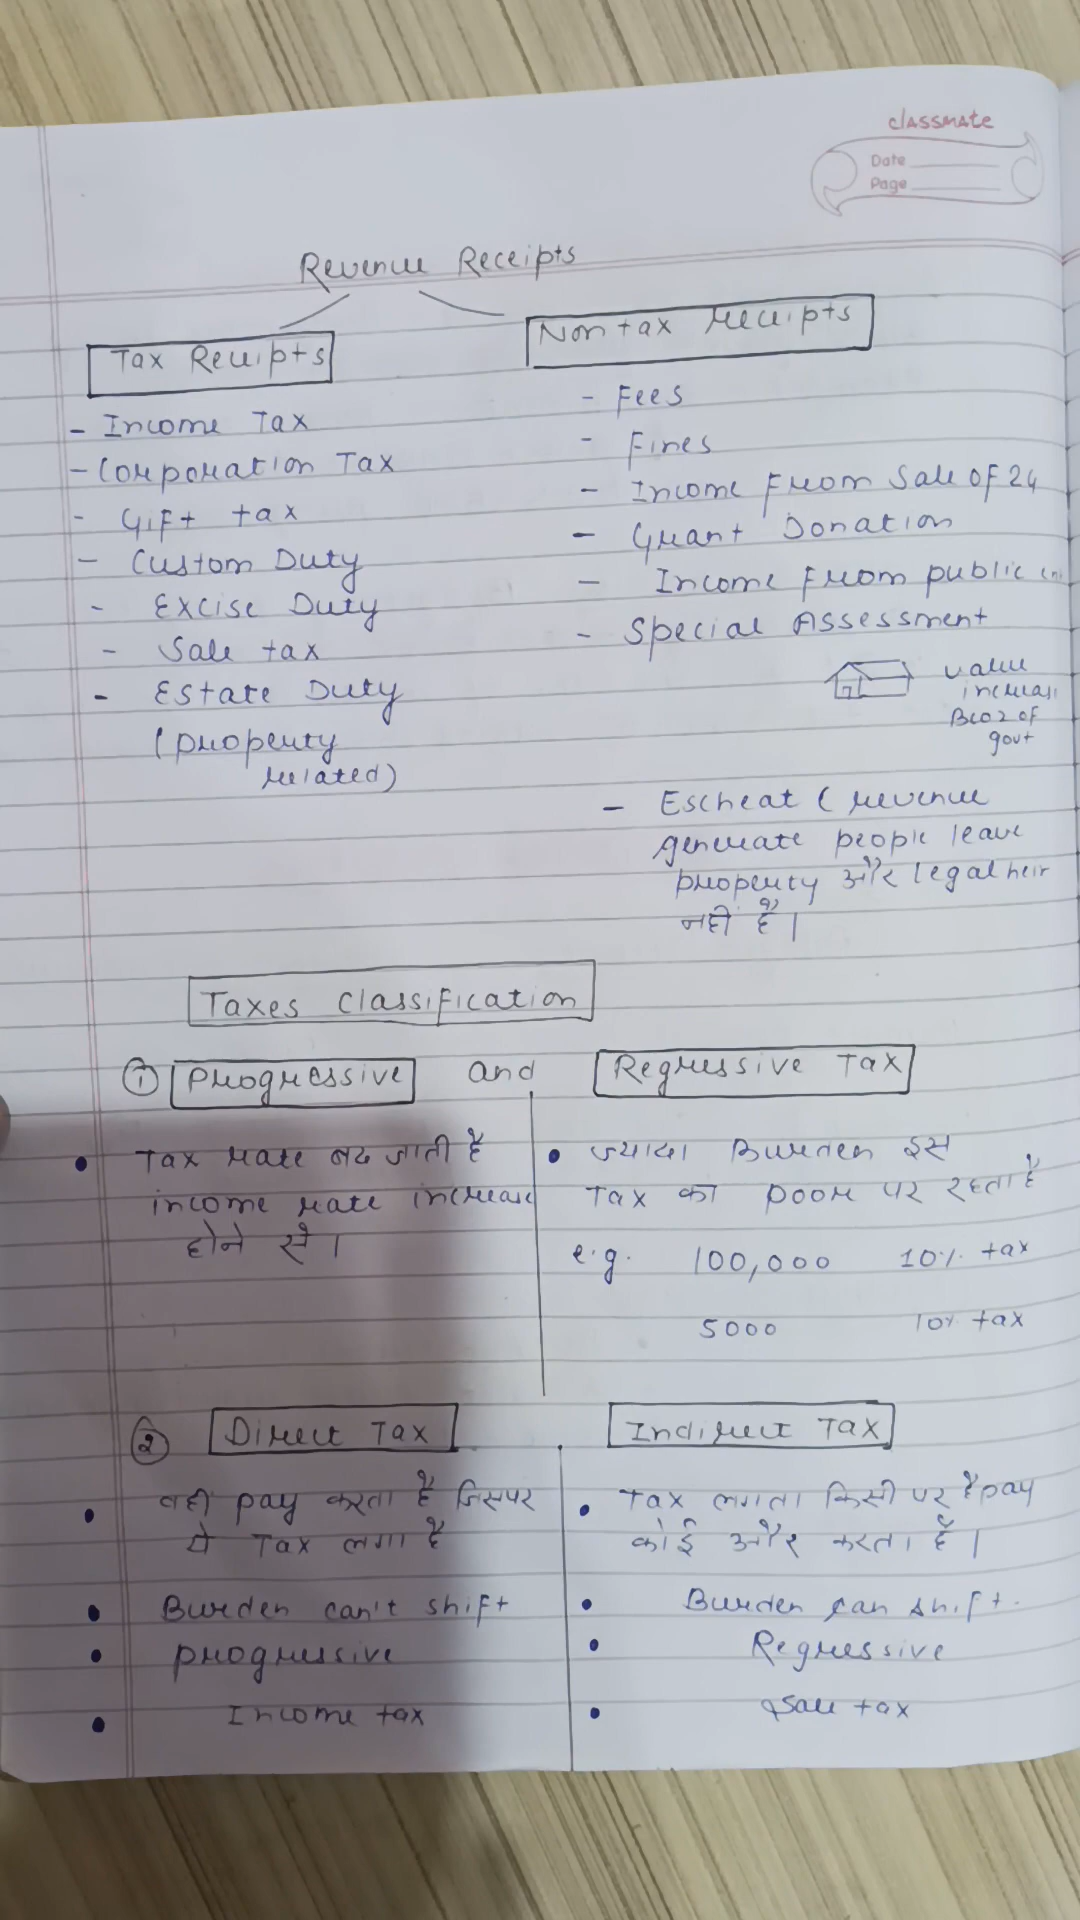 classmate
Date
Page
Revenue Receipts
Tax Receipts
Non tax receipts
- Income Tax
- Corporation Tax
- Gift tax
- Custom Duty
- Excise Duty
- Sale tax
- Estate Duty
(property
related)
- Fees
- Fines
- Income From Sale of 24
- Grant Donation
- Income From public
- Special Assessment
value
increase
Bcoz of
govt
- Escheat ( revenue
generate people leave
property और legal heir
नही है।
Taxes Classification
① Progressive and Regressive Tax
• Tax rate बढ जाती है
income rate increase
होने से।
• ज्यादा Burden इस
Tax का poor पर रहता है
e.g. 100,000 10% tax
5000 10% tax
② Direct Tax
Indirect Tax
• वही pay करता है जिसपर
ये Tax लगा है
• Burden can't shift
• progressive
• Income tax
• Tax लगता किसी पर है pay
कोई और करता है।
• Burden can shift.
• Regressive
• Sale tax